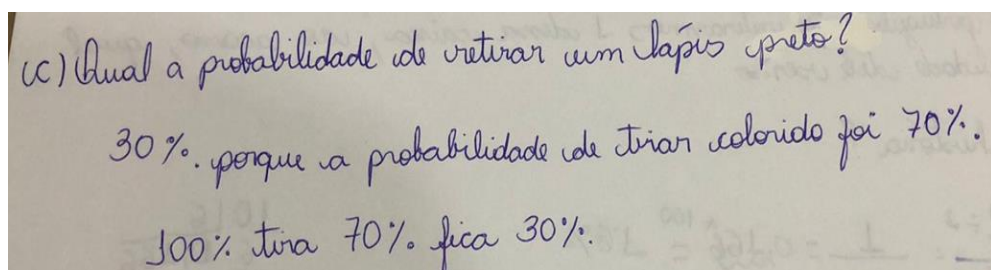 (c) Qual a probabilidade de retirar um lápis preto?
30%. porque a probabilidade de tirar colorido foi 70%.
100% tira 70% fica 30%.